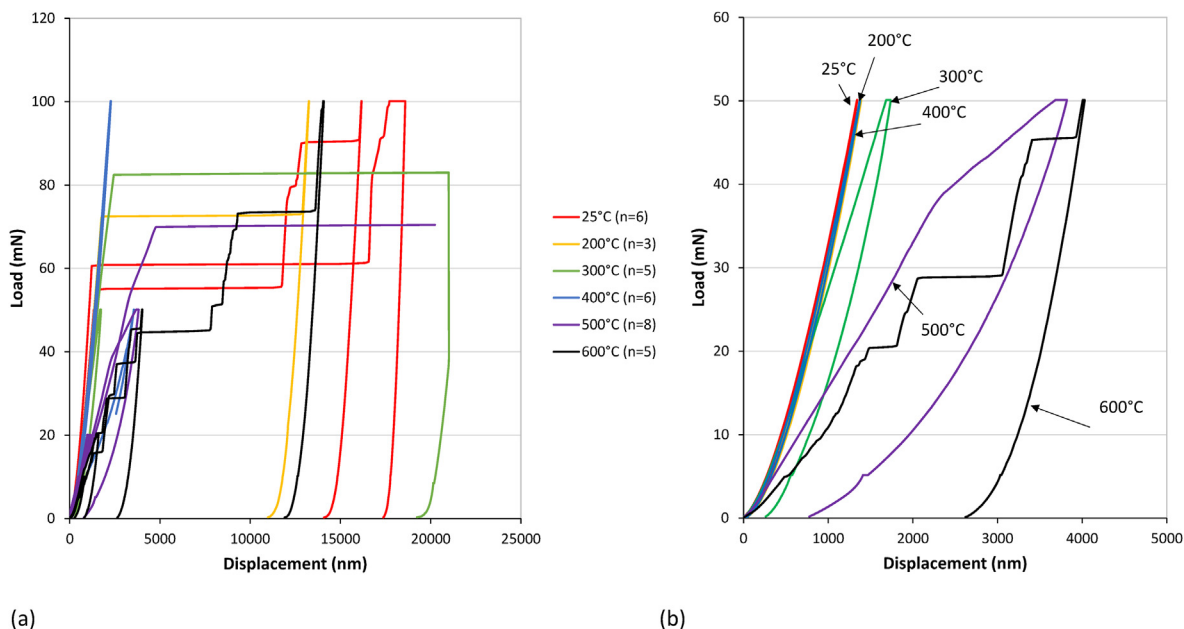 120
100
80
60
40
20
0
0 5000 10000 15000 20000 25000
Load (mN)
Displacement (nm)
25°C (n=6)
200°C (n=3)
300°C (n=5)
400°C (n=6)
500°C (n=8)
600°C (n=5)
(a)
60
50
40
30
20
10
0
0 1000 2000 3000 4000 5000
Load (mN)
Displacement (nm)
200°C
25°C
300°C
400°C
500°C
600°C
(b)